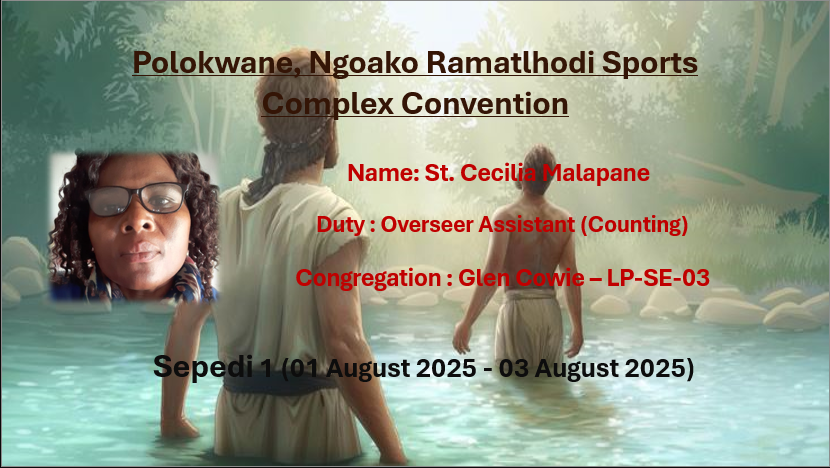 Polokwane, Ngoako Ramatlhodi Sports
Complex Convention
Name: St. Cecilia Malapane
Duty : Overseer Assistant (Counting)
Congregation : Glen Cowie – LP-SE-03
Sepedi 1 (01 August 2025 - 03 August 2025)